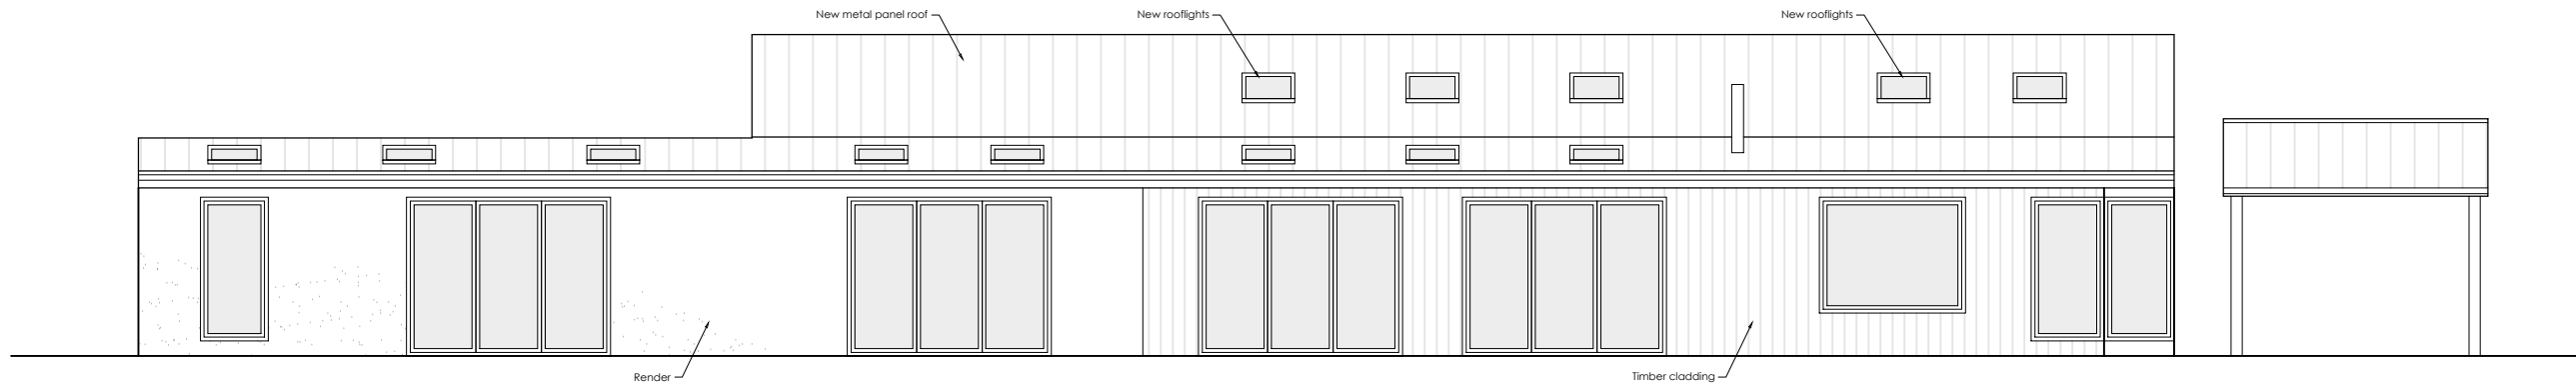 New metal panel roof
New rooflights
New rooflights
Render
Timber cladding